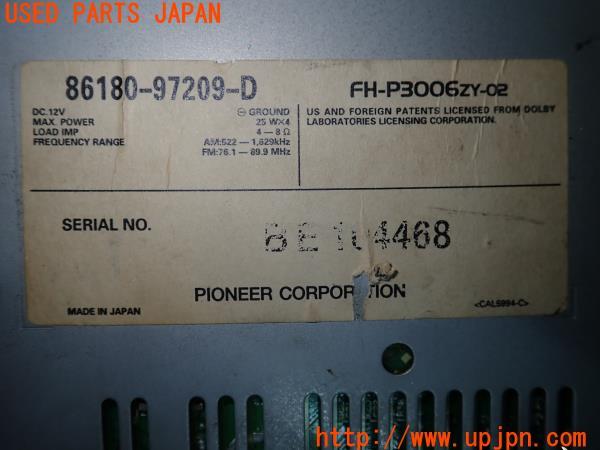 USED PARTS JAPAN
86180-97209-D
FH-P3006ZY-02
DC.12V ⊖ GROUND
MAX. POWER 25 W×4
LOAD IMP 4 – 8 Ω
FREQUENCY RANGE AM:522 – 1,629kHz
FM:76.1 – 89.9 MHz
US AND FOREIGN PATENTS LICENSED FROM DOLBY
LABORATORIES LICENSING CORPORATION.
SERIAL NO. BE104468
PIONEER CORPORATION
MADE IN JAPAN
<CAL5994-C>
http://www.upjpn.com/